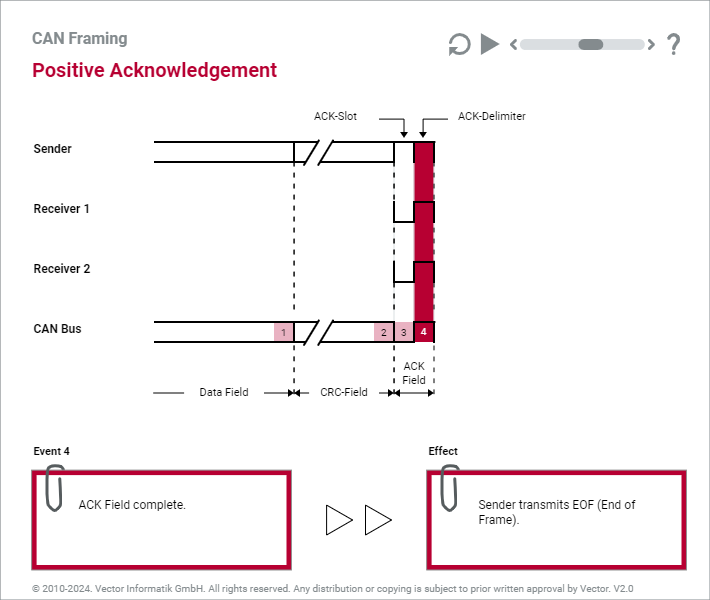 CAN Framing
?
Positive Acknowledgement
ACK-Slot
ACK-Delimiter
Sender
Receiver 1
Receiver 2
CAN Bus
1
2
3
4
ACK
Field
Data Field
CRC-Field
Event 4
Effect
ACK Field complete.
Sender transmits EOF (End of
Frame).
© 2010-2024. Vector Informatik GmbH. All rights reserved. Any distribution or copying is subject to prior written approval by Vector. V2.0